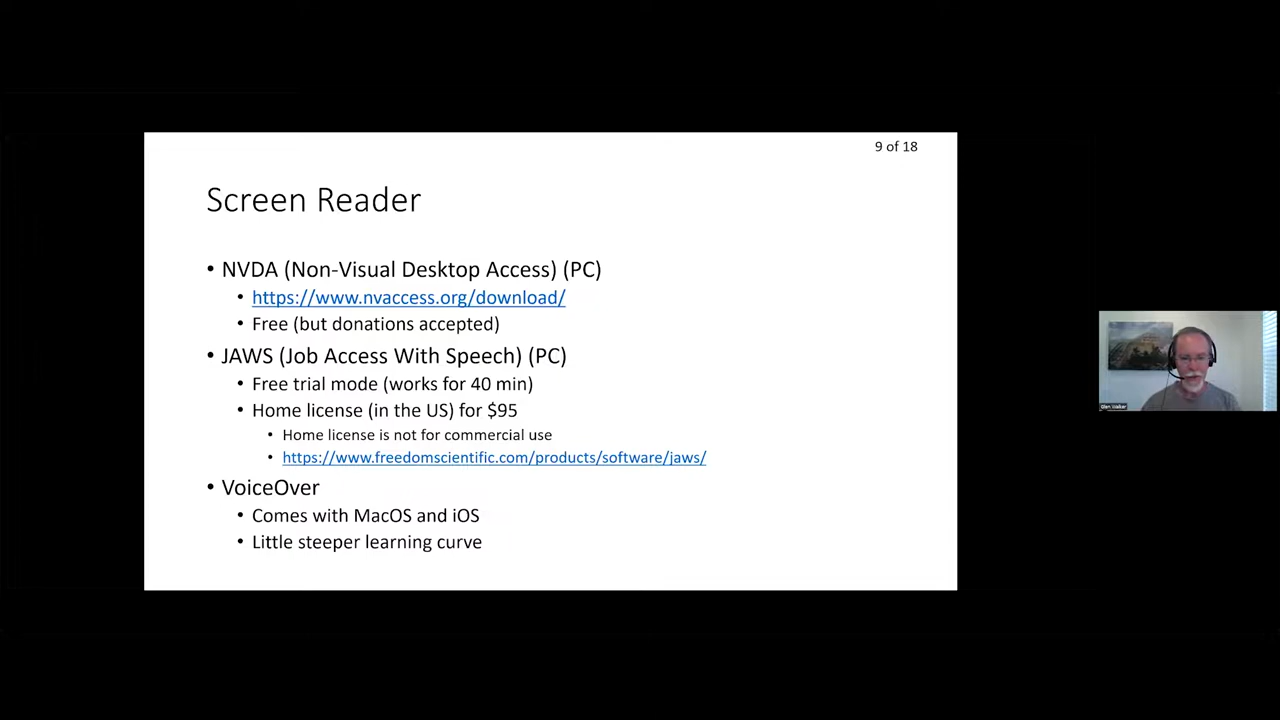 9 of 18
Screen Reader
• NVDA (Non-Visual Desktop Access) (PC)
• https://www.nvaccess.org/download/
• Free (but donations accepted)
• JAWS (Job Access With Speech) (PC)
• Free trial mode (works for 40 min)
• Home license (in the US) for $95
• Home license is not for commercial use
• https://www.freedomscientific.com/products/software/jaws/
• VoiceOver
• Comes with MacOS and iOS
• Little steeper learning curve
Glen Walker